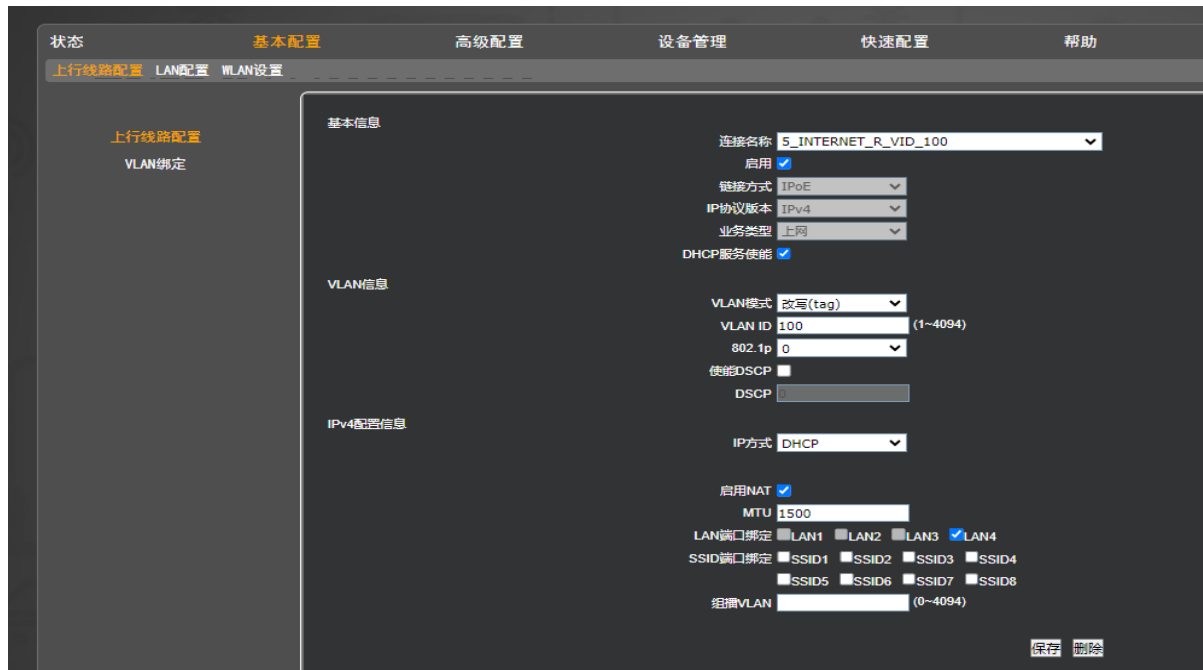 状态 基本配置 高级配置 设备管理 快速配置 帮助
上行线路配置 LAN配置 WLAN设置
上行线路配置
VLAN绑定
基本信息
连接名称 5_INTERNET_R_VID_100
启用
链接方式 IPoE
IP协议版本 IPv4
业务类型 上网
DHCP服务使能
VLAN信息
VLAN模式 改写(tag)
VLAN ID 100 (1~4094)
802.1p 0
使能DSCP
DSCP 0
IPv4配置信息
IP方式 DHCP
启用NAT
MTU 1500
LAN端口绑定 LAN1 LAN2 LAN3 LAN4
SSID端口绑定 SSID1 SSID2 SSID3 SSID4
SSID5 SSID6 SSID7 SSID8
组播VLAN (0~4094)
保存 删除